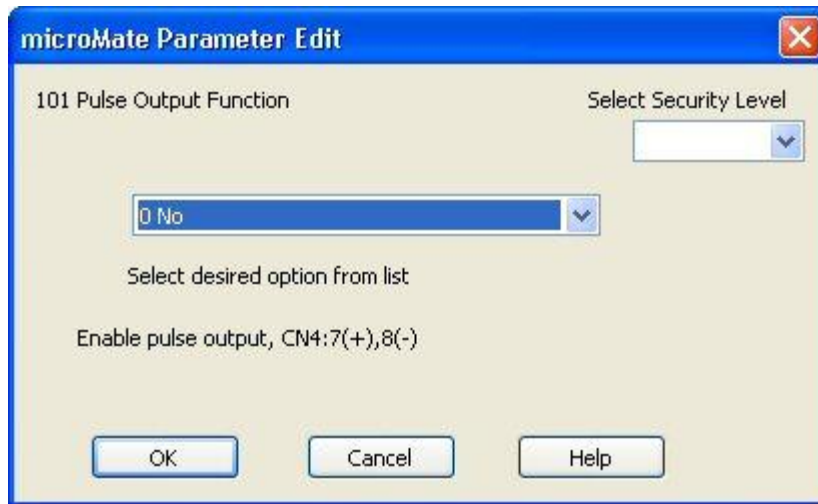 microMate Parameter Edit
101 Pulse Output Function
Select Security Level
0 No
Select desired option from list
Enable pulse output, CN4:7(+),8(-)
OK
Cancel
Help